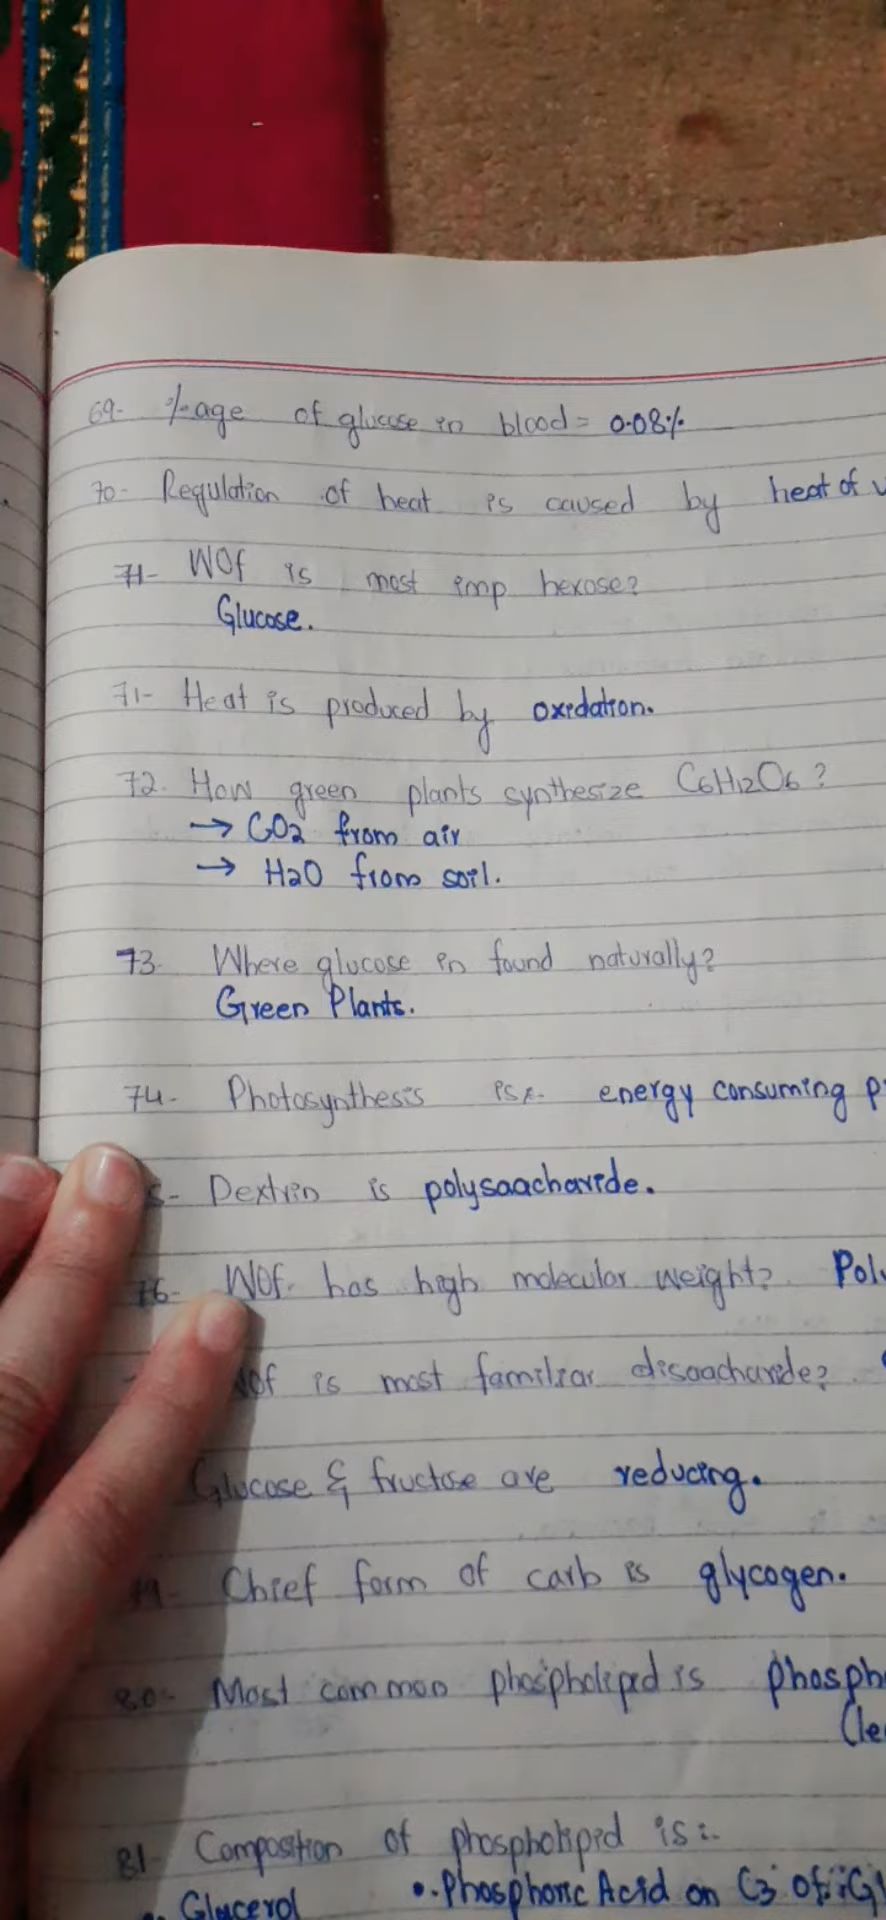 69- %age of glucose in blood = 0.08%
70- Regulation of heat is caused by heat of
71- WOf is most imp hexose?
Glucose.
71- Heat is produced by oxidation.
72. How green plants synthesize C6H12O6?
→ CO2 from air
→ H2O from soil.
73- Where glucose in found naturally?
Green Plants.
74- Photosynthesis is energy consuming
- Dextrin is polysaacharide.
76- WOf has high molecular weight?
is most familiar disaacharide?
Glucose & fructose are reducing.
Chief form of carb is glycogen.
80- Most common phospholipid is
81- Composition of phospholipid is:-
Glycerol •-Phosphoric Acid on C3 of